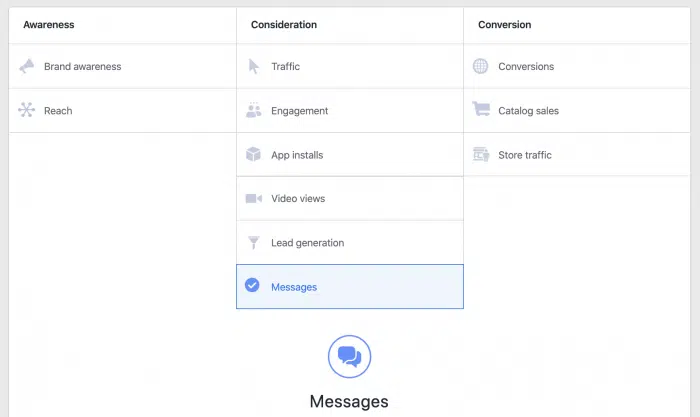 Awareness
Consideration
Conversion
Brand awareness
Traffic
Conversions
Reach
Engagement
Catalog sales
App installs
Store traffic
Video views
Lead generation
Messages
Messages